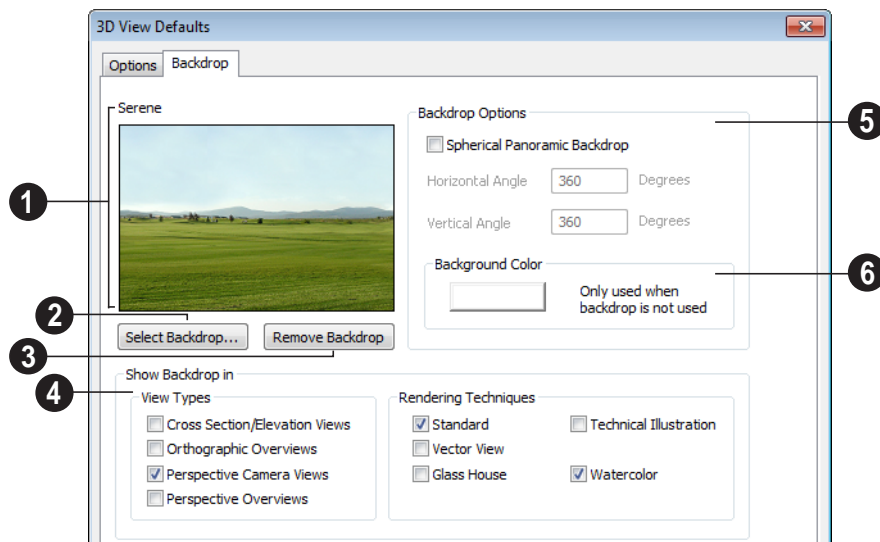 3D View Defaults
Options Backdrop
Serene
Backdrop Options
5
Spherical Panoramic Backdrop
Horizontal Angle 360 Degrees
1
Vertical Angle 360 Degrees
Background Color
6
Only used when
backdrop is not used
2
Select Backdrop... Remove Backdrop
3
Show Backdrop in
4
View Types
Cross Section/Elevation Views
Orthographic Overviews
Perspective Camera Views
Perspective Overviews
Rendering Techniques
Standard Technical Illustration
Vector View
Glass House Watercolor